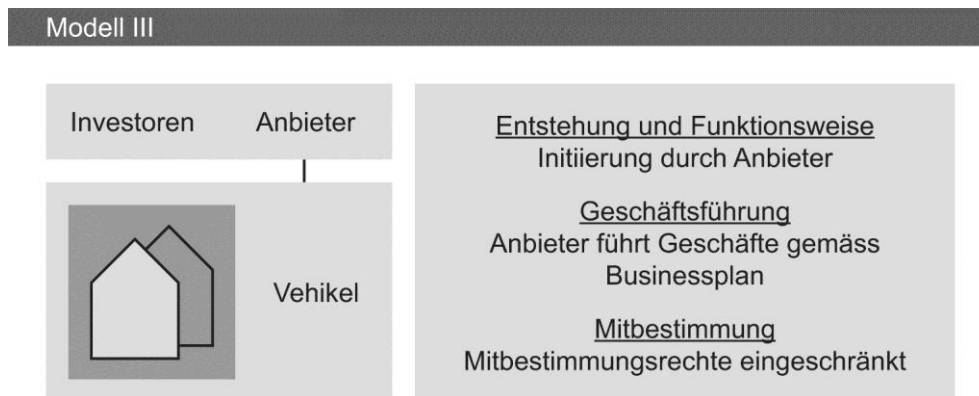 Modell III
Investoren Anbieter
Vehikel
Entstehung und Funktionsweise
Initiierung durch Anbieter
Geschäftsführung
Anbieter führt Geschäfte gemäss
Businessplan
Mitbestimmung
Mitbestimmungsrechte eingeschränkt